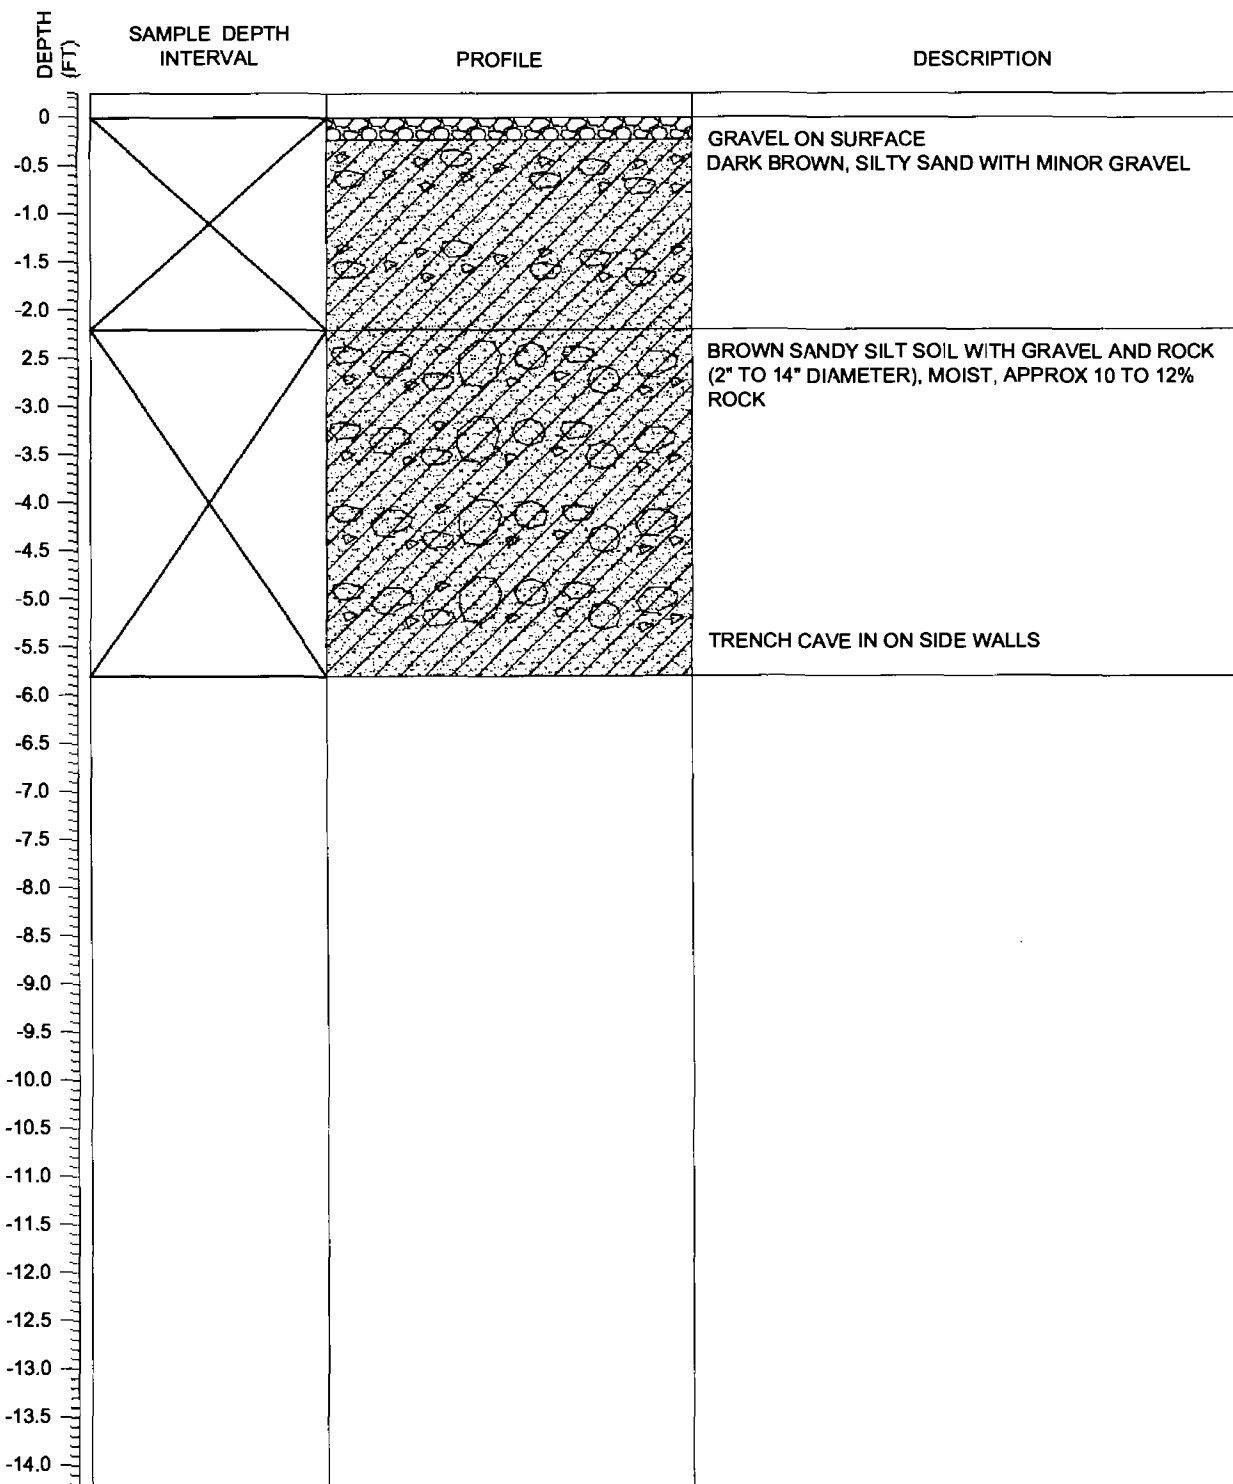 DEPTH
(FT)
SAMPLE DEPTH
INTERVAL
PROFILE
DESCRIPTION
0
-0.5
-1.0
-1.5
-2.0
2.5
-3.0
-3.5
-4.0
-4.5
-5.0
-5.5
-6.0
-6.5
-7.0
-7.5
-8.0
-8.5
-9.0
-9.5
-10.0
-10.5
-11.0
-11.5
-12.0
-12.5
-13.0
-13.5
-14.0
GRAVEL ON SURFACE
DARK BROWN, SILTY SAND WITH MINOR GRAVEL
BROWN SANDY SILT SOIL WITH GRAVEL AND ROCK
(2" TO 14" DIAMETER), MOIST, APPROX 10 TO 12%
ROCK
TRENCH CAVE IN ON SIDE WALLS